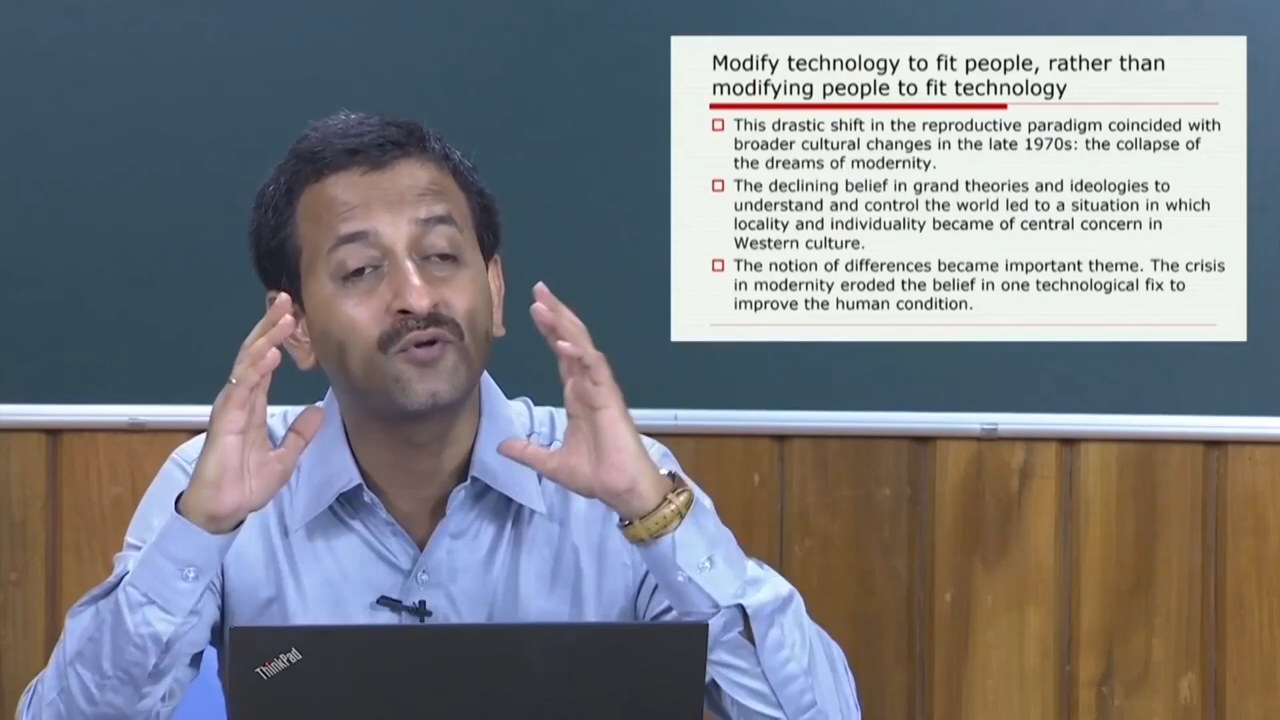 Modify technology to fit people, rather than
modifying people to fit technology
This drastic shift in the reproductive paradigm coincided with
broader cultural changes in the late 1970s: the collapse of
the dreams of modernity.
The declining belief in grand theories and ideologies to
understand and control the world led to a situation in which
locality and individuality became of central concern in
Western culture.
The notion of differences became important theme. The crisis
in modernity eroded the belief in one technological fix to
improve the human condition.
ThinkPad